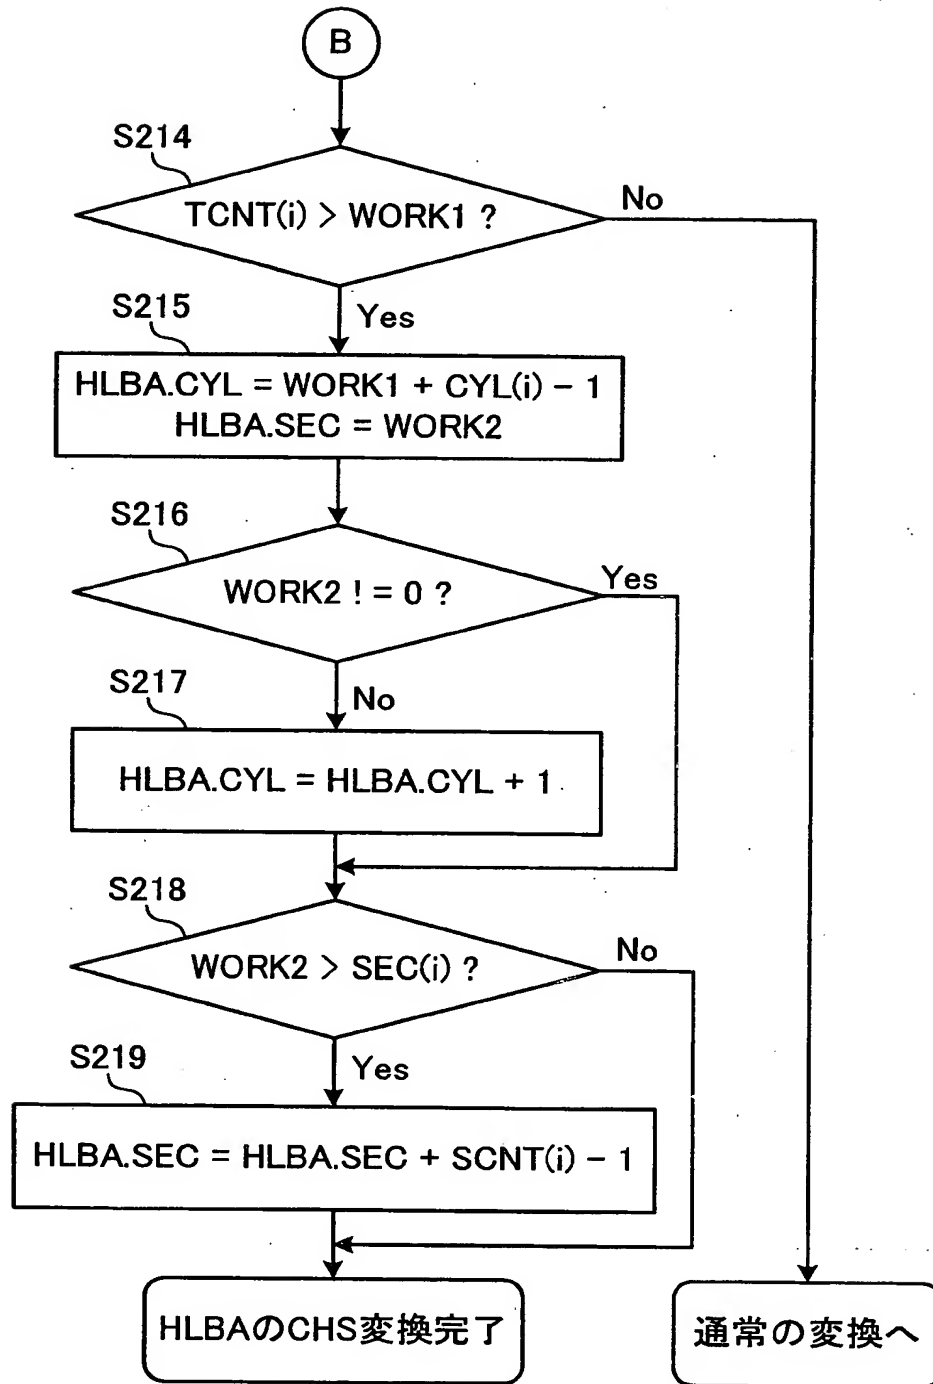 B
S214
TCNT(i) > WORK1 ?
No
Yes
S215
HLBA.CYL = WORK1 + CYL(i) − 1
HLBA.SEC = WORK2
S216
WORK2 ! = 0 ?
Yes
No
S217
HLBA.CYL = HLBA.CYL + 1
S218
WORK2 > SEC(i) ?
No
Yes
S219
HLBA.SEC = HLBA.SEC + SCNT(i) − 1
HLBAのCHS変換完了
通常の変換へ